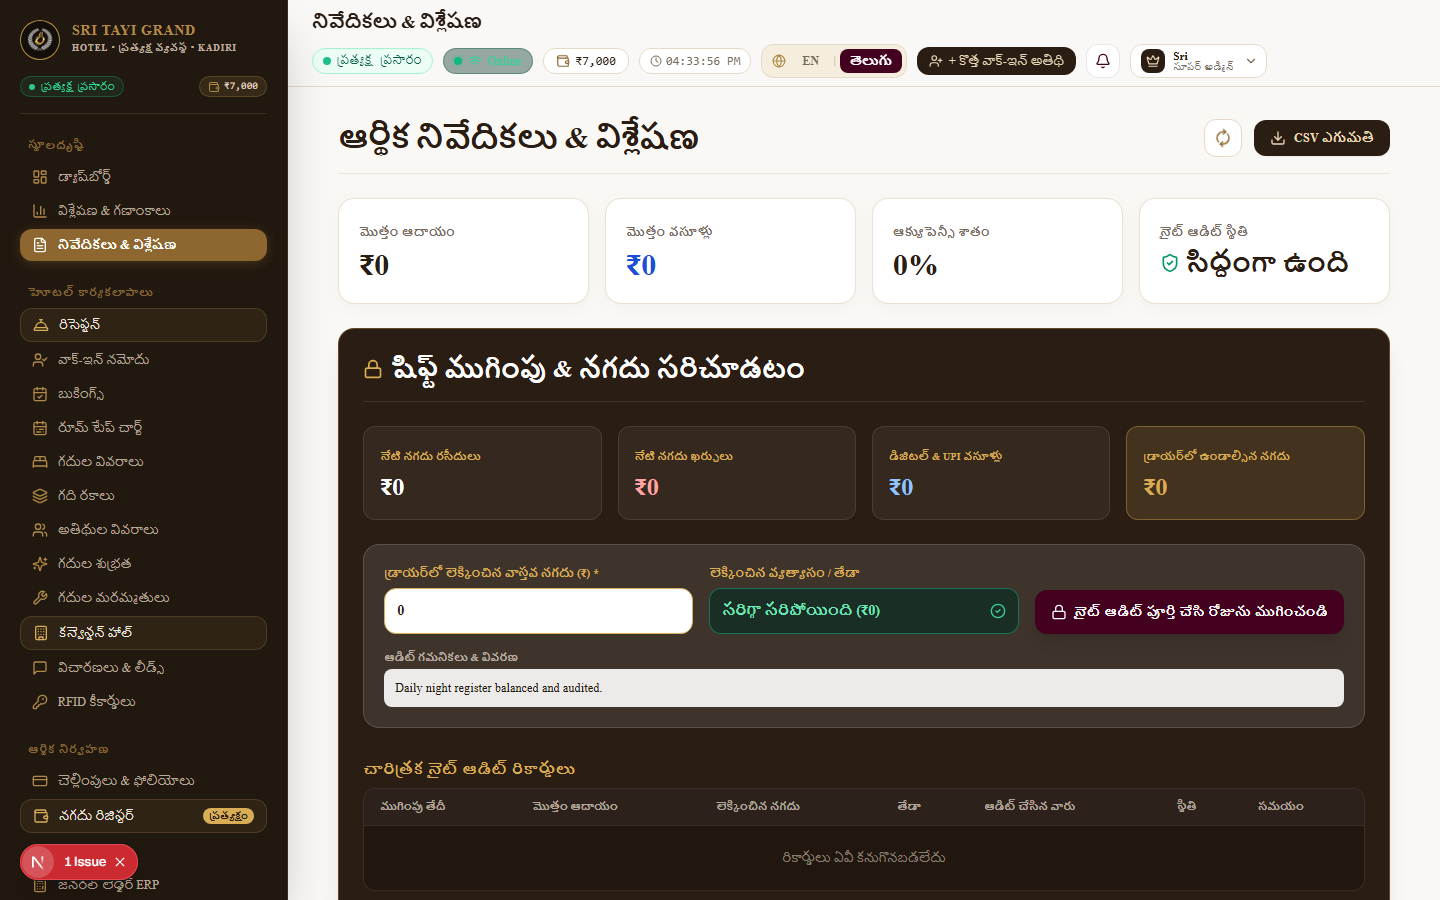 SRI TAYI GRAND
HOTEL • ప్రత్యక్ష వ్యవస్థ • KADIRI
ప్రత్యక్ష ప్రసారం
₹7,000
స్థూలదృష్టి
డ్యాష్‌బోర్డ్
విశ్లేషణ & గణాంకాలు
నివేదికలు & విశ్లేషణ
హోటల్ కార్యకలాపాలు
రిసెప్షన్
వాక్-ఇన్ నమోదు
బుకింగ్స్
రూమ్ టేప్ చార్ట్
గదుల వివరాలు
గది రకాలు
అతిథుల వివరాలు
గదుల శుభ్రత
గదుల మరమ్మతులు
కన్వెన్షన్ హాల్
విచారణలు & లీడ్స్
RFID కీకార్డులు
ఆర్థిక నిర్వహణ
చెల్లింపులు & ఫోలియోలు
నగదు రిజిస్టర్
ప్రత్యక్షం
1 Issue
జనరల్ లెడ్జర్ ERP
నివేదికలు & విశ్లేషణ
ప్రత్యక్ష ప్రసారం
Online
₹7,000
04:33:56 PM
EN
తెలుగు
+ కొత్త వాక్-ఇన్ అతిథి
Sri
సూపర్ అడ్మిన్
ఆర్థిక నివేదికలు & విశ్లేషణ
CSV ఎగుమతి
మొత్తం ఆదాయం
₹0
మొత్తం వసూళ్లు
₹0
ఆక్యుపెన్సీ శాతం
0%
నైట్ ఆడిట్ స్థితి
సిద్ధంగా ఉంది
షిఫ్ట్ ముగింపు & నగదు సరిచూడటం
నేటి నగదు రసీదులు
₹0
నేటి నగదు ఖర్చులు
₹0
డిజిటల్ & UPI వసూళ్లు
₹0
డ్రాయర్‌లో ఉండాల్సిన నగదు
₹0
డ్రాయర్‌లో లెక్కించిన వాస్తవ నగదు (₹) *
0
లెక్కించిన వ్యత్యాసం / తేడా
సరిగ్గా సరిపోయింది (₹0)
నైట్ ఆడిట్ పూర్తి చేసి రోజును ముగించండి
ఆడిట్ గమనికలు & వివరణ
Daily night register balanced and audited.
చారిత్రక నైట్ ఆడిట్ రికార్డులు
ముగింపు తేదీ
మొత్తం ఆదాయం
లెక్కించిన నగదు
తేడా
ఆడిట్ చేసిన వారు
స్థితి
సమయం
రికార్డులు ఏవీ కనుగొనబడలేదు